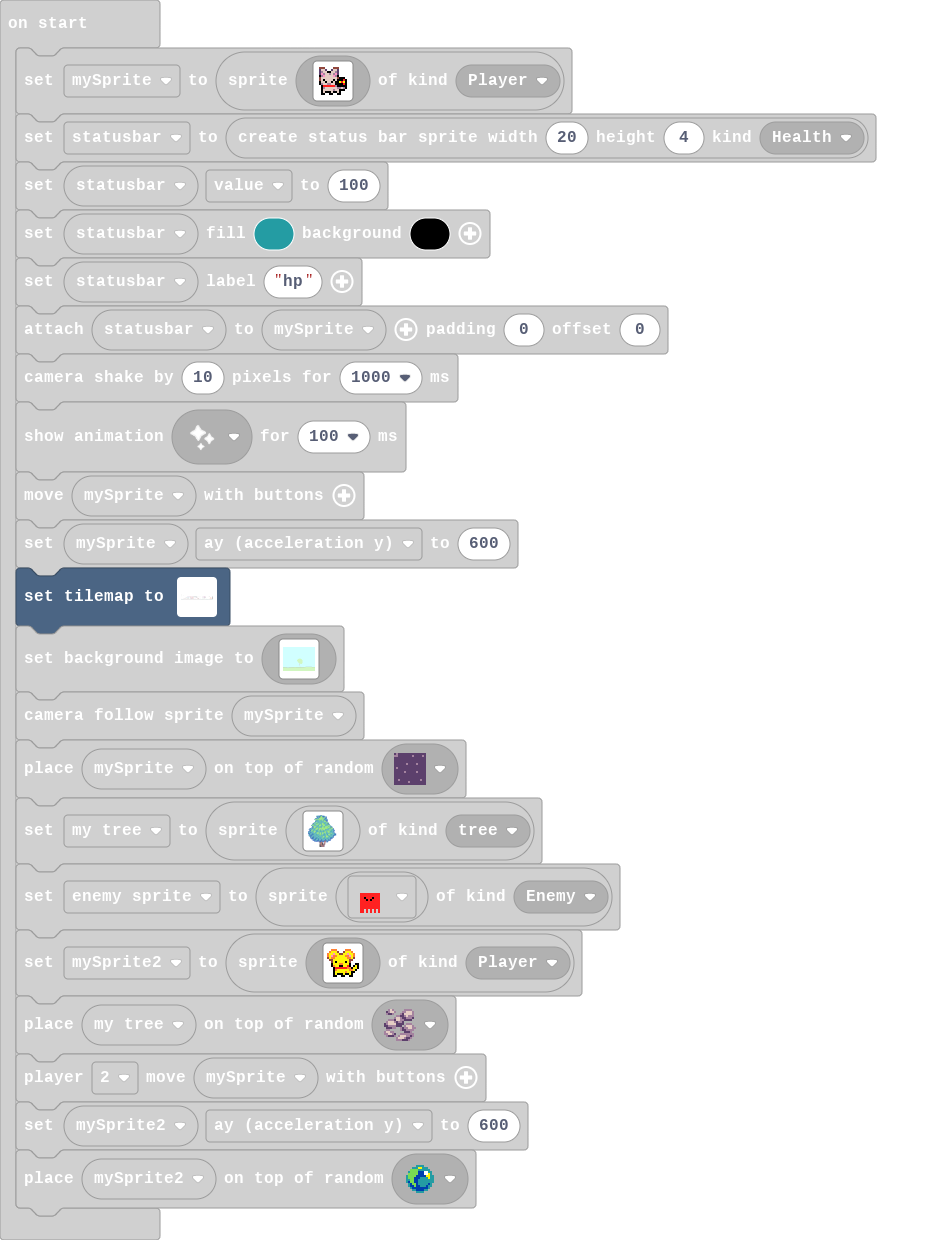 on start
set mySprite to sprite of kind Player
set statusbar to create status bar sprite width 20 height 4 kind Health
set statusbar value to 100
set statusbar fill background
set statusbar label "hp"
attach statusbar to mySprite padding 0 offset 0
camera shake by 10 pixels for 1000 ms
show animation for 100 ms
move mySprite with buttons
set mySprite ay (acceleration y) to 600
set tilemap to
set background image to
camera follow sprite mySprite
place mySprite on top of random
set my tree to sprite of kind tree
set enemy sprite to sprite of kind Enemy
set mySprite2 to sprite of kind Player
place my tree on top of random
player 2 move mySprite with buttons
set mySprite2 ay (acceleration y) to 600
place mySprite2 on top of random